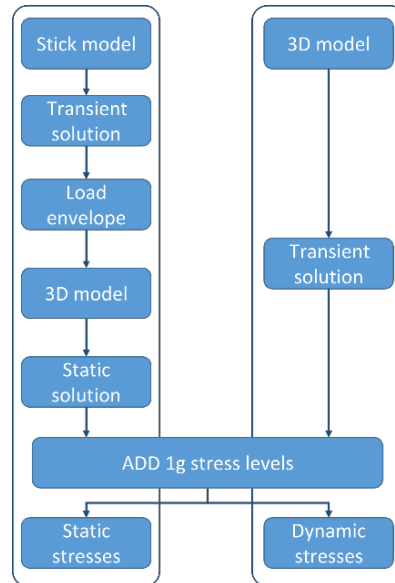 Stick model
Transient
solution
Load
envelope
3D model
Static
solution
3D model
Transient
solution
ADD 1g stress levels
Static
stresses
Dynamic
stresses